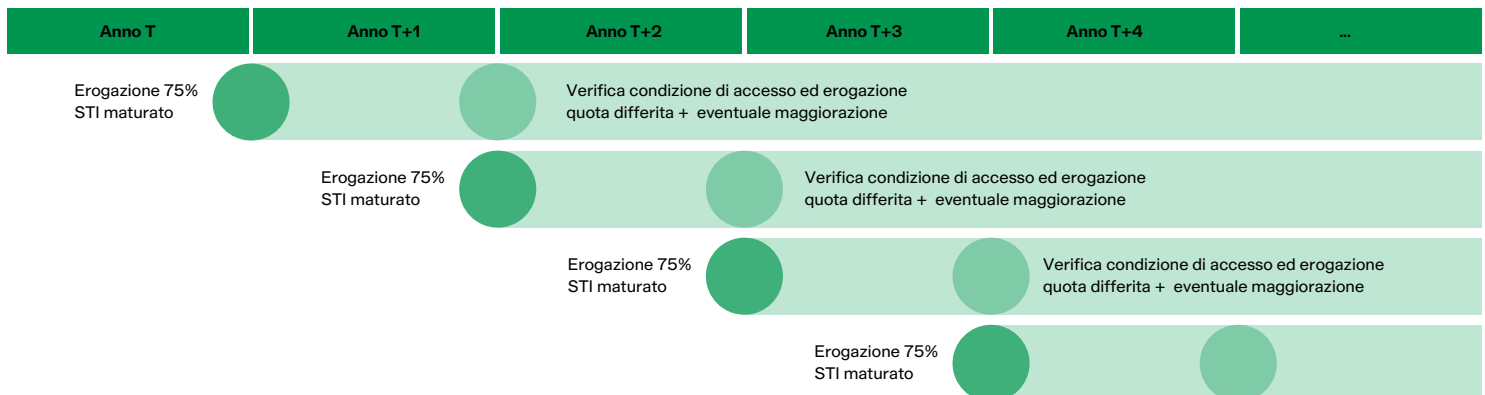 Anno T
Anno T+1
Anno T+2
Anno T+3
Anno T+4
...
Erogazione 75%
STI maturato
Verifica condizione di accesso ed erogazione
quota differita + eventuale maggiorazione
Erogazione 75%
STI maturato
Verifica condizione di accesso ed erogazione
quota differita + eventuale maggiorazione
Erogazione 75%
STI maturato
Verifica condizione di accesso ed erogazione
quota differita + eventuale maggiorazione
Erogazione 75%
STI maturato